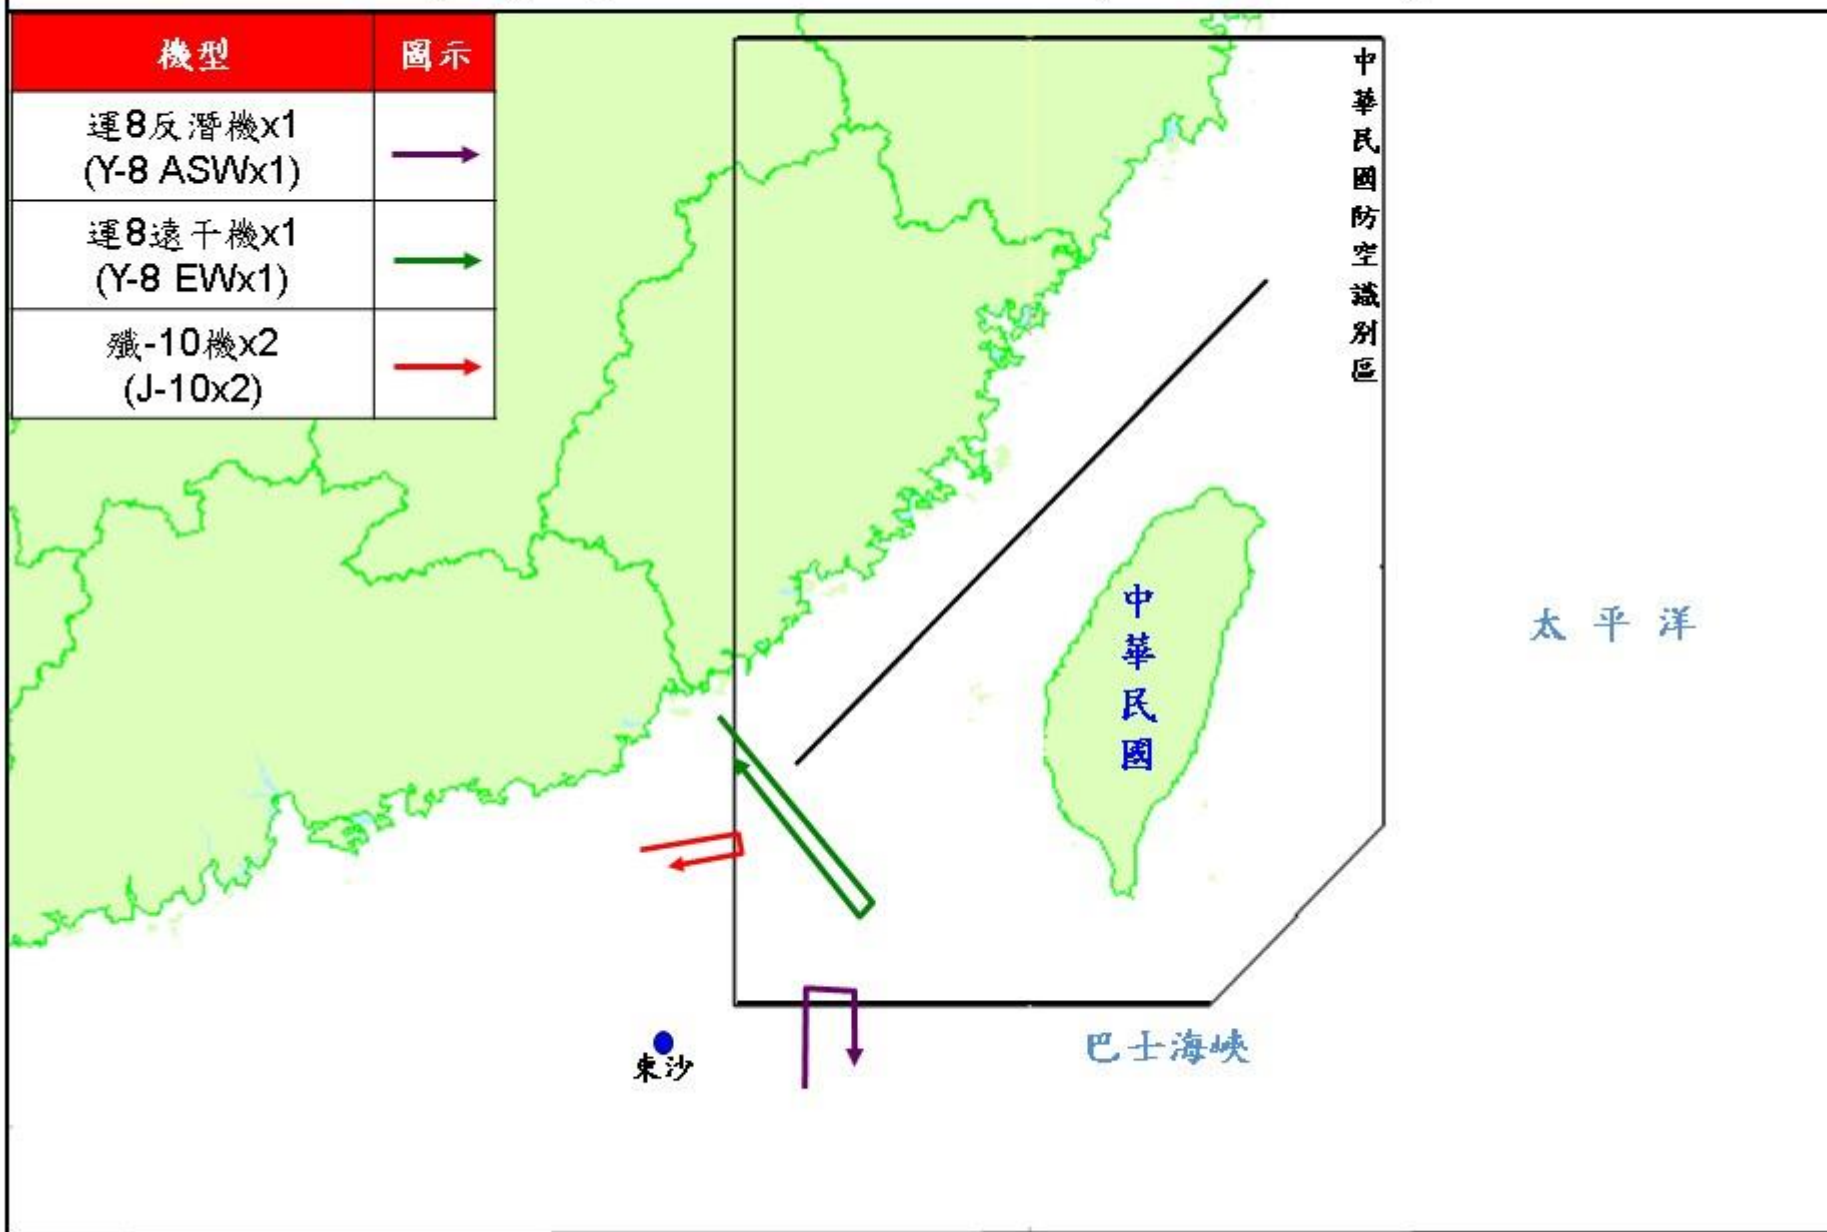 機型 圖示
運8反潛機x1
(Y-8 ASWx1)
運8遠干機x1
(Y-8 EWx1)
殲-10機x2
(J-10x2)
中華民國防空識別區
中華民國
太平洋
巴士海峽
東沙